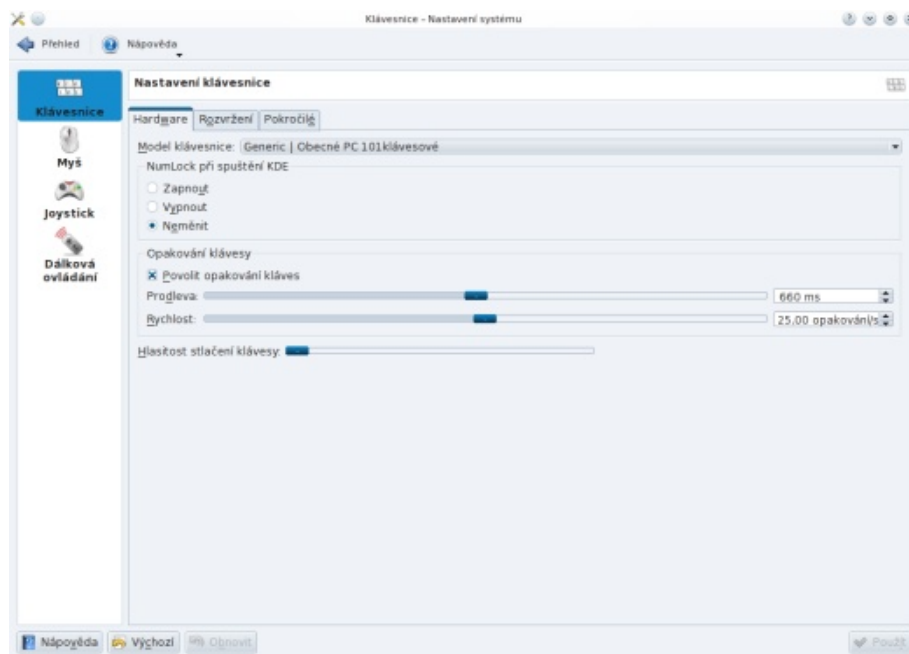 Klávesnice – Nastavení systému
Přehled Nápověda
Klávesnice
Myš
Joystick
Dálková
ovládání
Nastavení klávesnice
Hardware Rozvržení Pokročilé
Model klávesnice: Generic | Obecné PC 101klávesové
NumLock při spuštění KDE
Zapnout
Vypnout
Neměnit
Opakování klávesy
Povolit opakování kláves
Prodleva: 660 ms
Rychlost: 25,00 opakování/s
Hlasitost stlačení klávesy:
Nápověda Výchozí Obnovit Použít